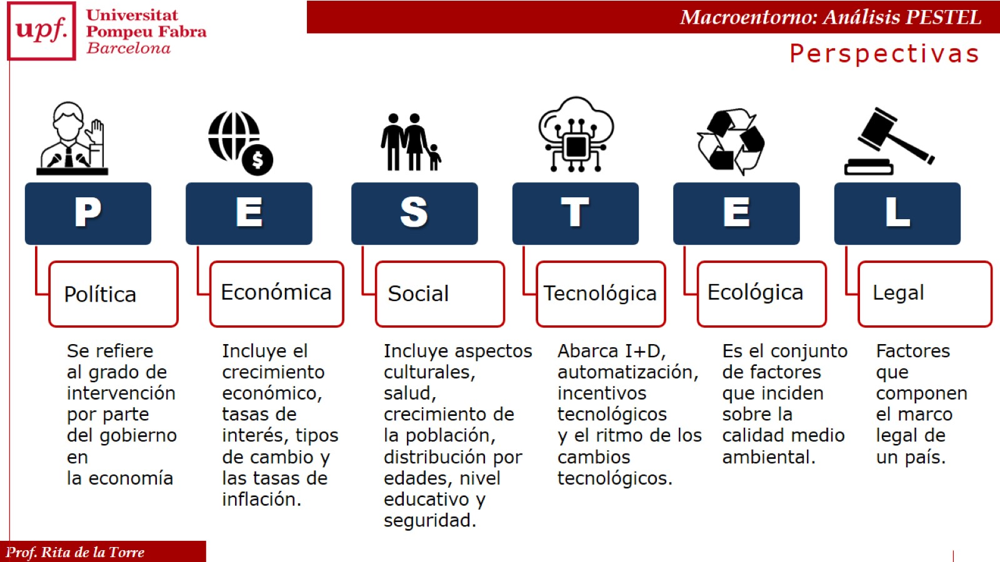 upf.
Universitat
Pompeu Fabra
Barcelona
Macroentorno: Análisis PESTEL
Perspectivas
$
P
E
S
T
E
L
Política
Económica
Social
Tecnológica
Ecológica
Legal
Se refiere
al grado de
intervención
por parte
del gobierno
en
la economía
Incluye el
crecimiento
económico,
tasas de
interés, tipos
de cambio y
las tasas de
inflación.
Incluye aspectos
culturales,
salud,
crecimiento de
la población,
distribución por
edades, nivel
educativo y
seguridad.
Abarca I+D,
automatización,
incentivos
tecnológicos
y el ritmo de los
cambios
tecnológicos.
Es el conjunto
de factores
que inciden
sobre la
calidad medio
ambiental.
Factores
que
componen
el marco
legal de
un país.
Prof. Rita de la Torre